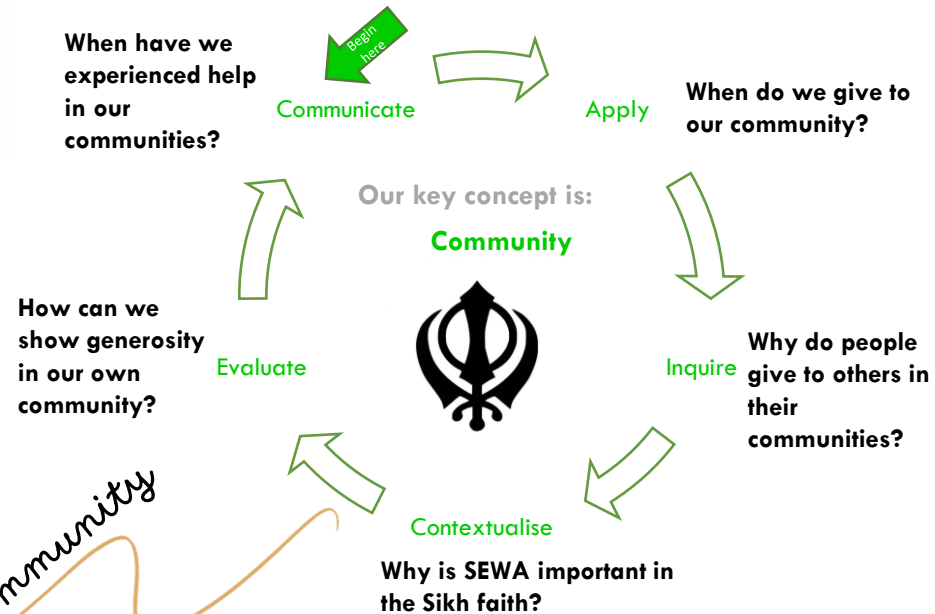 Begin
here
When have we
experienced help
in our
communities?
Communicate
Apply
When do we give to
our community?
Our key concept is:
Community
How can we
show generosity
in our own
community?
Evaluate
Inquire
Why do people
give to others in
their
communities?
Contextualise
Why is SEWA important in
the Sikh faith?